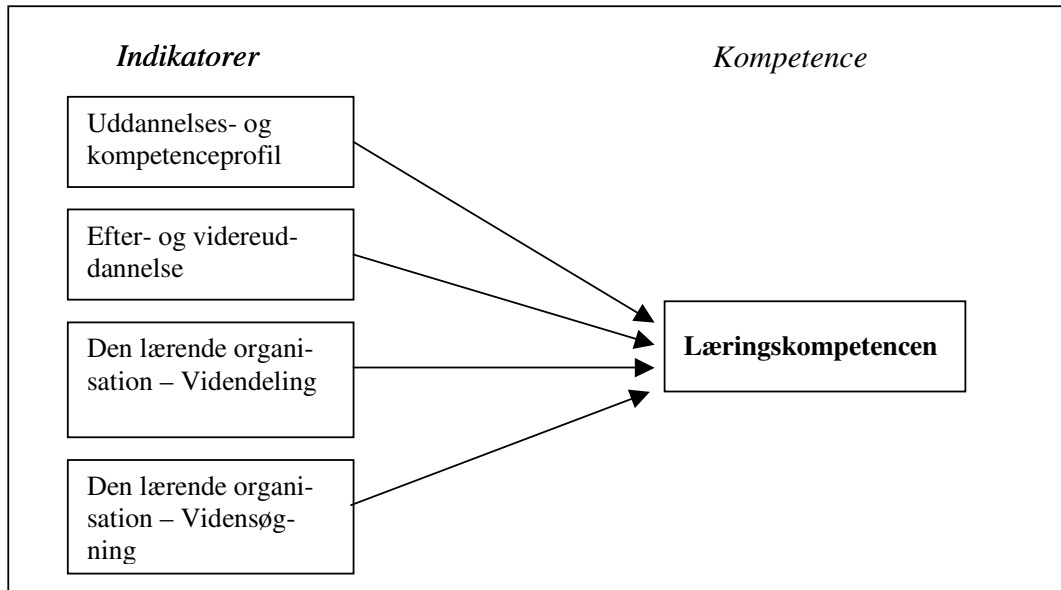 Indikatorer
Kompetence
Uddannelses- og
kompetenceprofil
Efter- og videreud-
dannelse
Den lærende organi-
sation – Videndeling
Den lærende organi-
sation – Vidensøg-
ning
Læringskompetencen